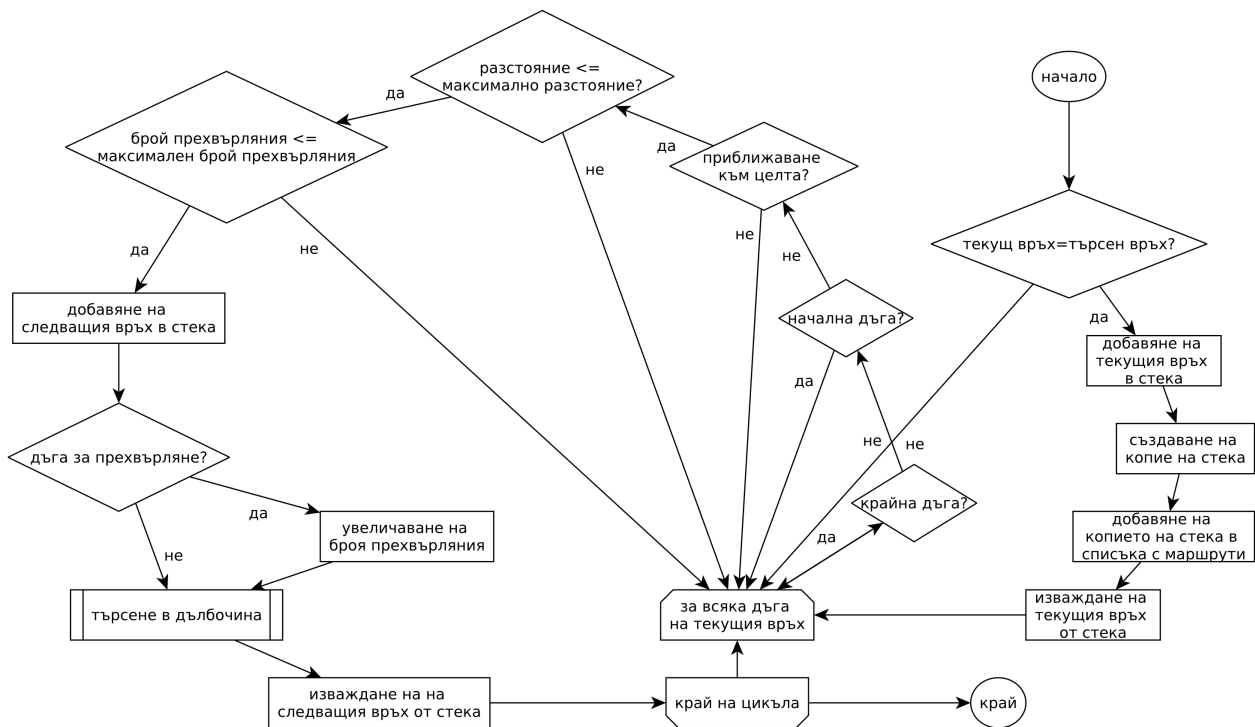 начало
текущ връх=търсен връх?
да
добавяне на
текущия връх
в стека
създаване на
копие на стека
добавяне на
копието на стека в
списъка с маршрути
изваждане на
текущия връх
от стека
не
за всяка дъга
на текущия връх
да
крайна дъга?
не
начална дъга?
да
не
приближаване
към целта?
не
да
разстояние <=
максимално разстояние?
не
да
брой прехвърляния <=
максимален брой прехвърляния
не
да
добавяне на
следващия връх в стека
дъга за прехвърляне?
да
увеличаване на
броя прехвърляния
не
търсене в дълбочина
изваждане на на
следващия връх от стека
край на цикъла
край